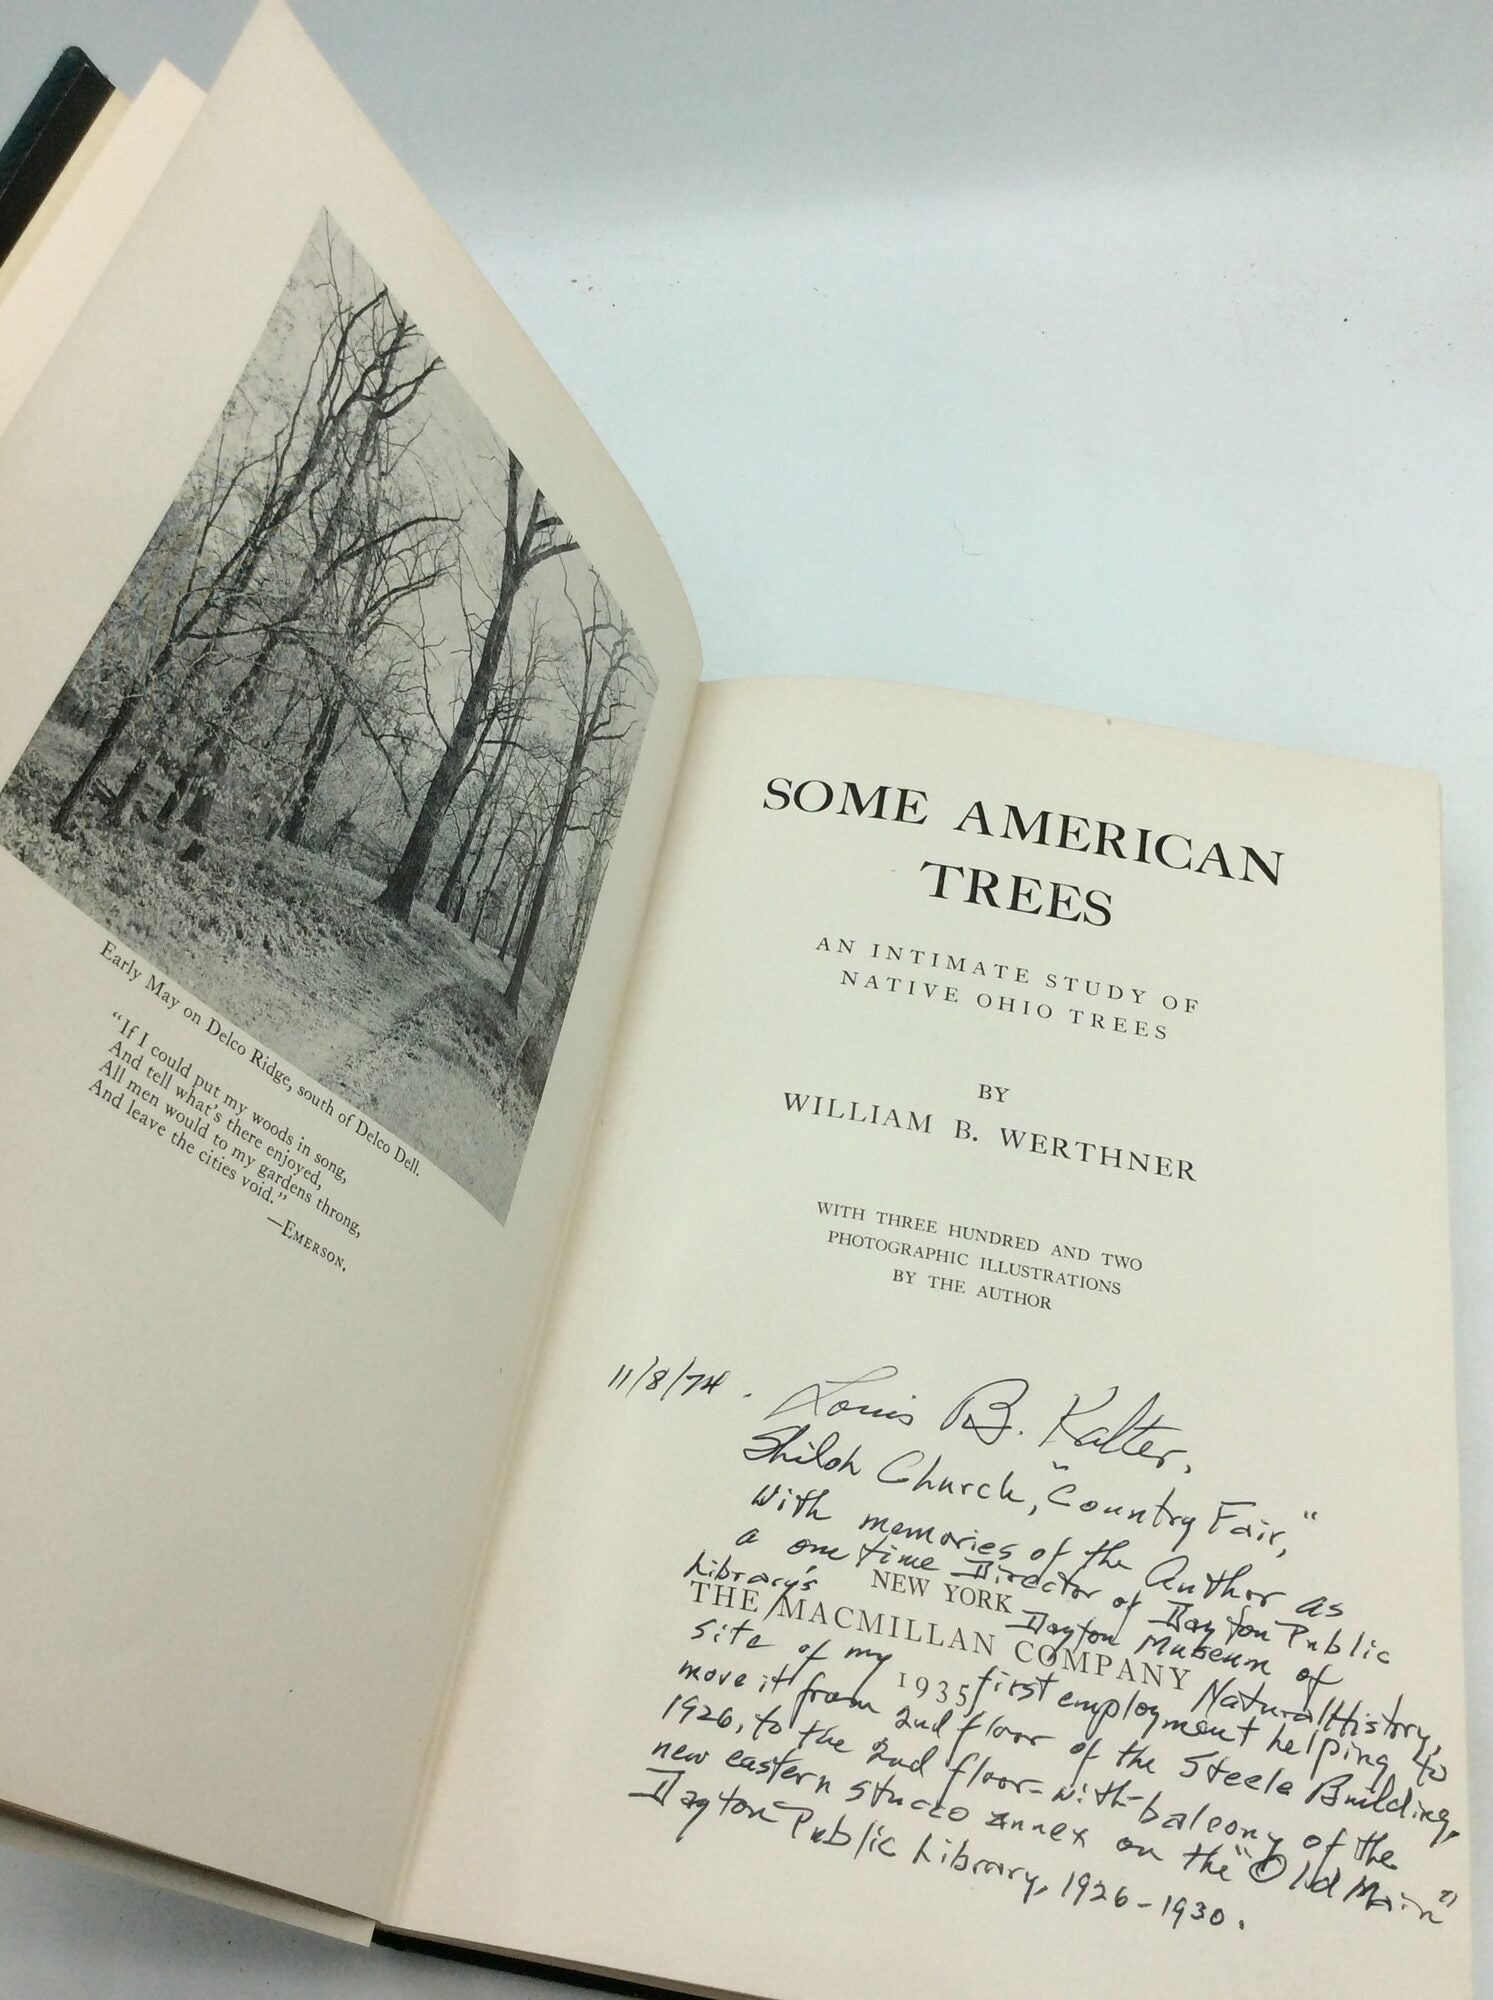 Early May on Delco Ridge, south of Delco Dell.
“If I could put my woods in song,
And tell what's there enjoyed,
All men would to my gardens throng,
And leave the cities void.”
—EMERSON.
SOME AMERICAN
TREES
AN INTIMATE STUDY OF
NATIVE OHIO TREES
BY
WILLIAM B. WERTHNER
WITH THREE HUNDRED AND TWO
PHOTOGRAPHIC ILLUSTRATIONS
BY THE AUTHOR
11/8/74. Louis B. Kalter,
Shiloh Church, "Country Fair,"
With memories of the Author as
a one time Director of Dayton Public
Library's Dayton Museum of Natural History,
NEW YORK
THE MACMILLAN COMPANY
1935
site of my first employment helping to
move it from 2nd floor of the Steele Building,
1926, to the 2nd floor-with-balcony of the
new eastern stucco annex on the "Old Main"
Dayton Public Library, 1926-1930.